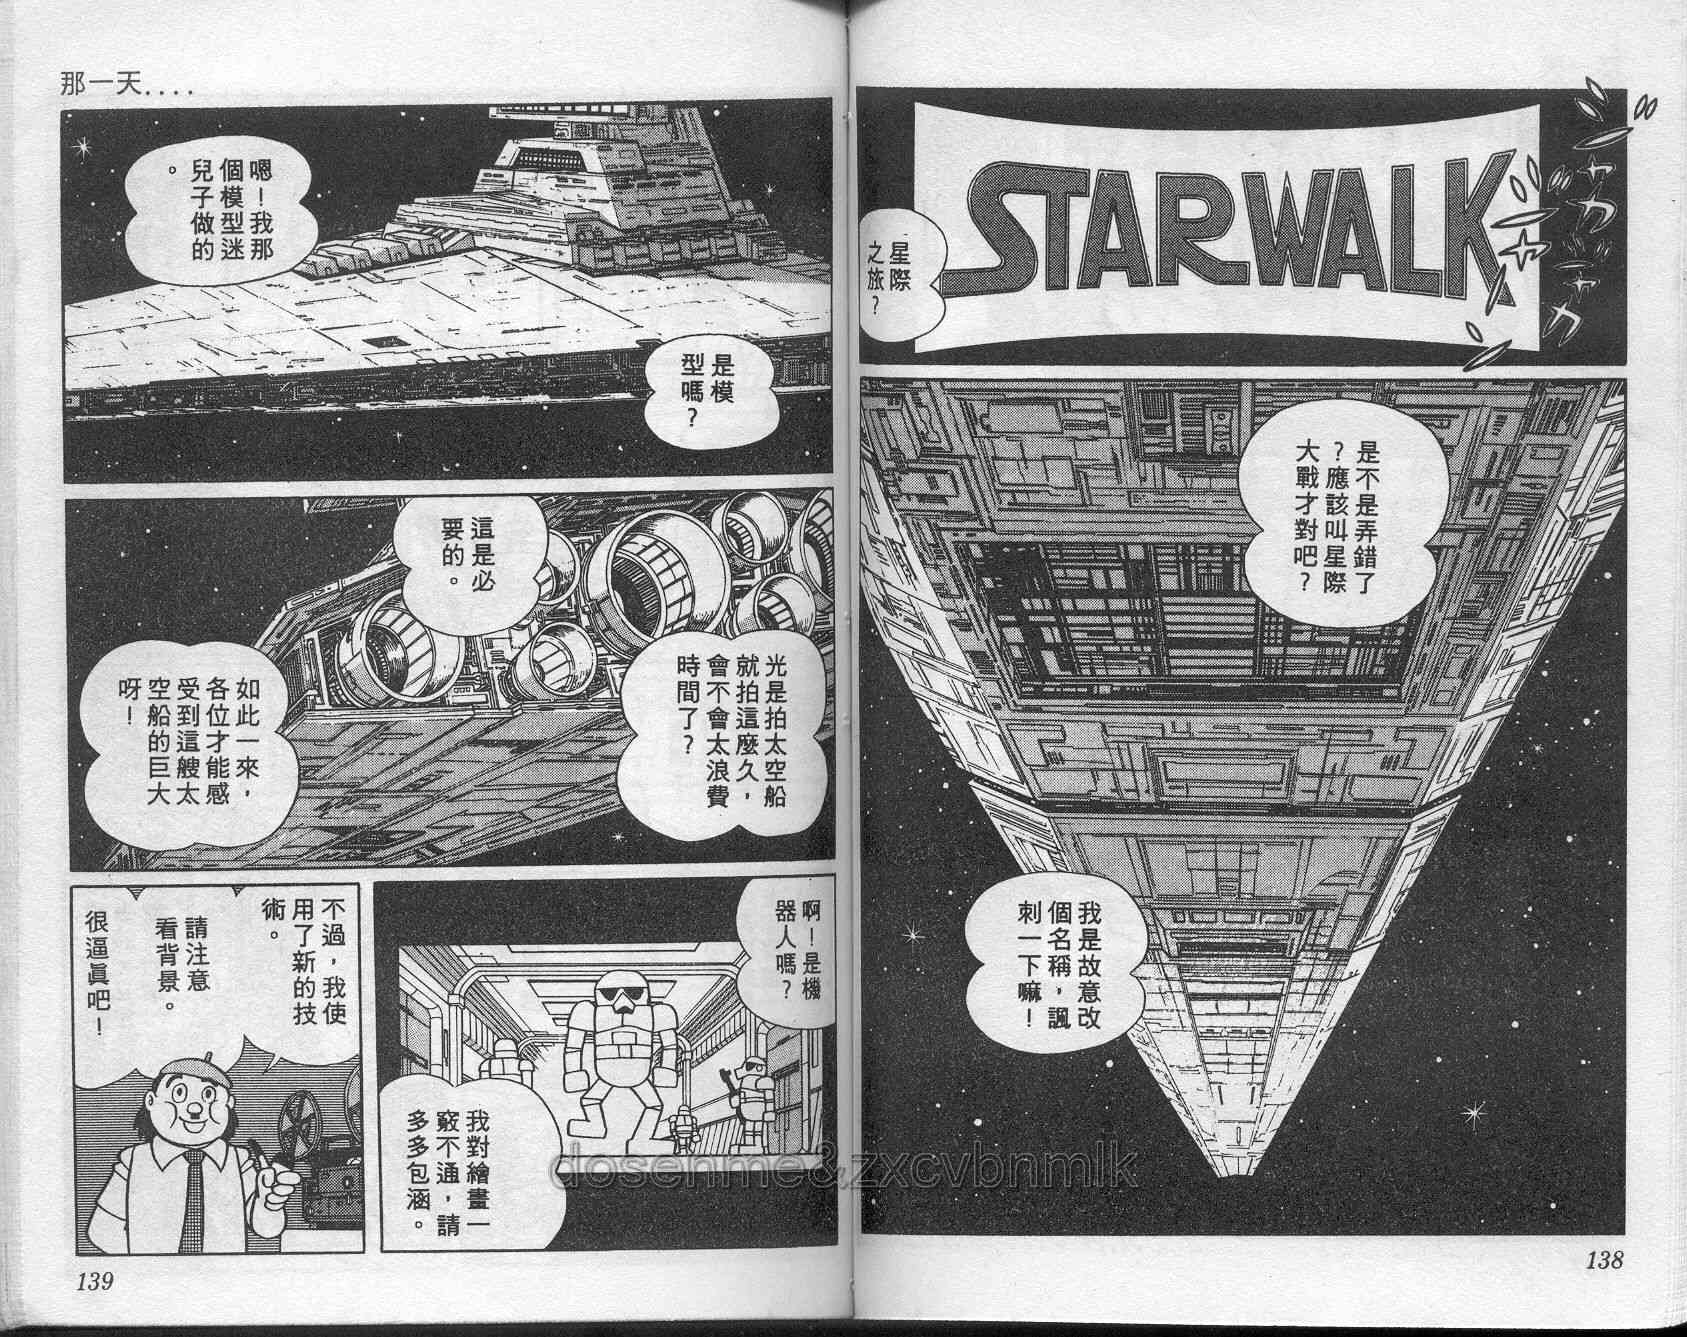 STARWALK
カカ
ャャ
カカ
星際
之旅?
是不是弄錯了
?應該叫星際
大戰才對吧?
我是故意改
個名稱,諷
刺一下嘛!
138
那一天....
嗯!我那
個模型迷
兒子做的
。
是模
型嗎?
這是必
要的。
光是拍太空船
就拍這麼久,
會不會太浪費
時間了?
如此一來,
各位才能感
受到這艘太
空船的巨大
呀!
啊!是機
器人嗎?
我對繪畫一
竅不通,請
多多包涵。
不過,我使
用了新的技
術。
請注意
看背景。
很逼眞吧!
139
dosenme&zxcvbnmlk